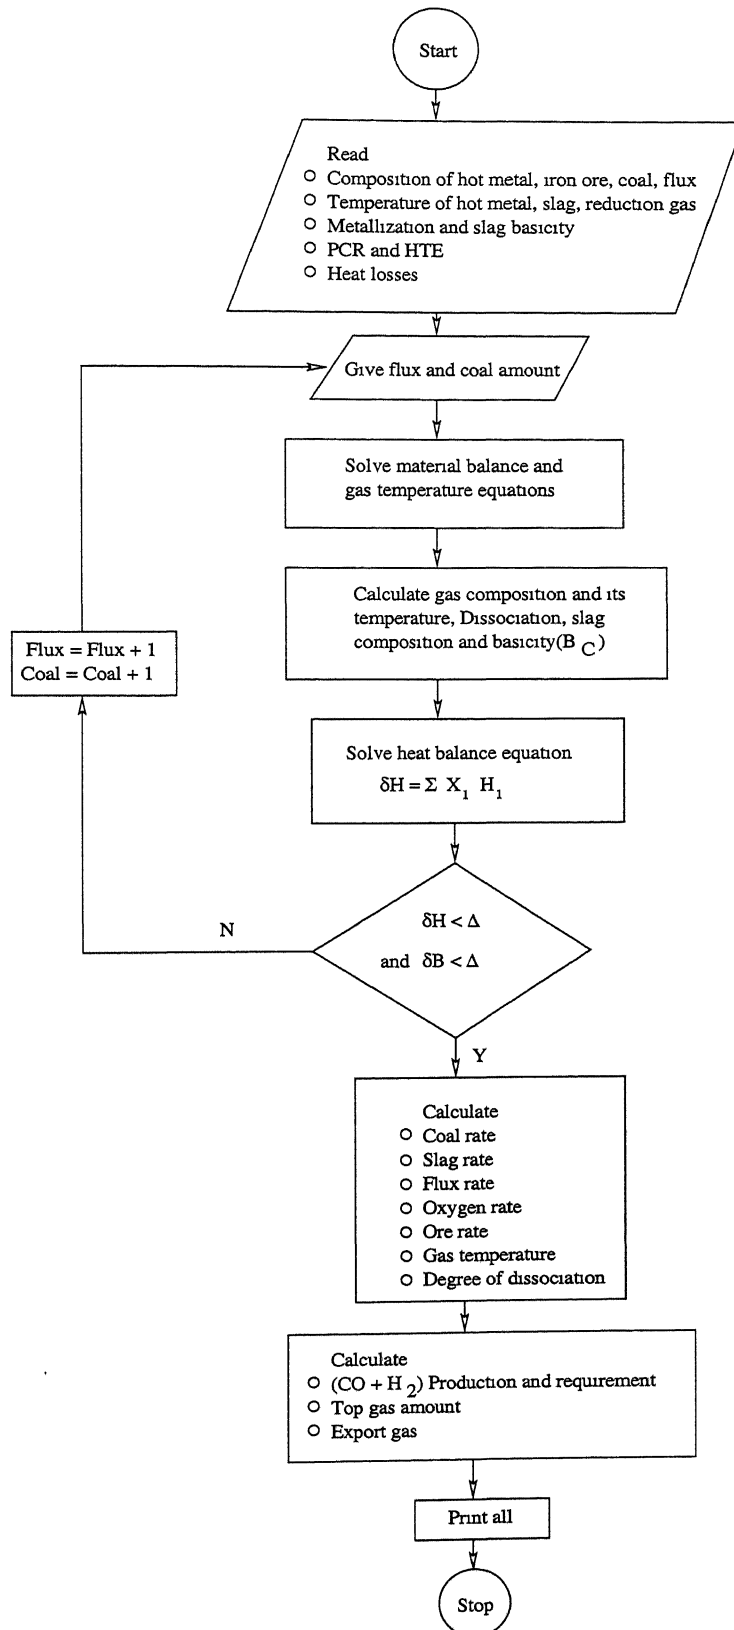 Start
Read
○ Composition of hot metal, iron ore, coal, flux
○ Temperature of hot metal, slag, reduction gas
○ Metallization and slag basicity
○ PCR and HTE
○ Heat losses
Give flux and coal amount
Solve material balance and
gas temperature equations
Calculate gas composition and its
temperature, Dissociation, slag
composition and basicity(B C)
Flux = Flux + 1
Coal = Coal + 1
Solve heat balance equation
δH = Σ X₁ H₁
N
δH < Δ
and δB < Δ
Y
Calculate
○ Coal rate
○ Slag rate
○ Flux rate
○ Oxygen rate
○ Ore rate
○ Gas temperature
○ Degree of dissociation
Calculate
○ (CO + H₂) Production and requirement
○ Top gas amount
○ Export gas
Print all
Stop